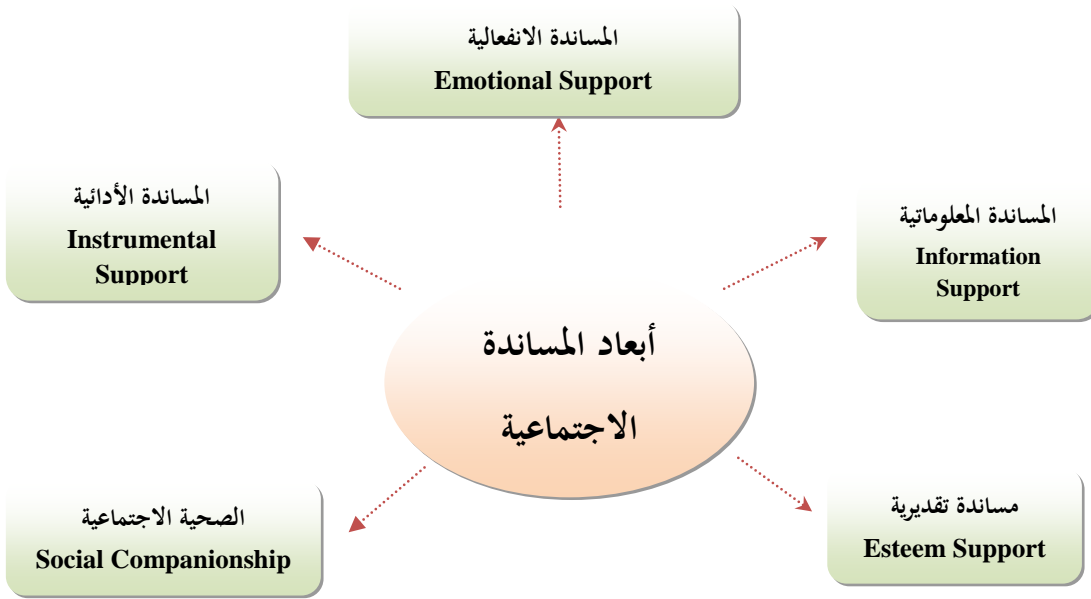 المساندة الانفعالية
Emotional Support
المساندة الأدائية
Instrumental
Support
المساندة المعلوماتية
Information
Support
أبعاد المساندة
الاجتماعية
الصحية الاجتماعية
Social Companionship
مساندة تقديرية
Esteem Support